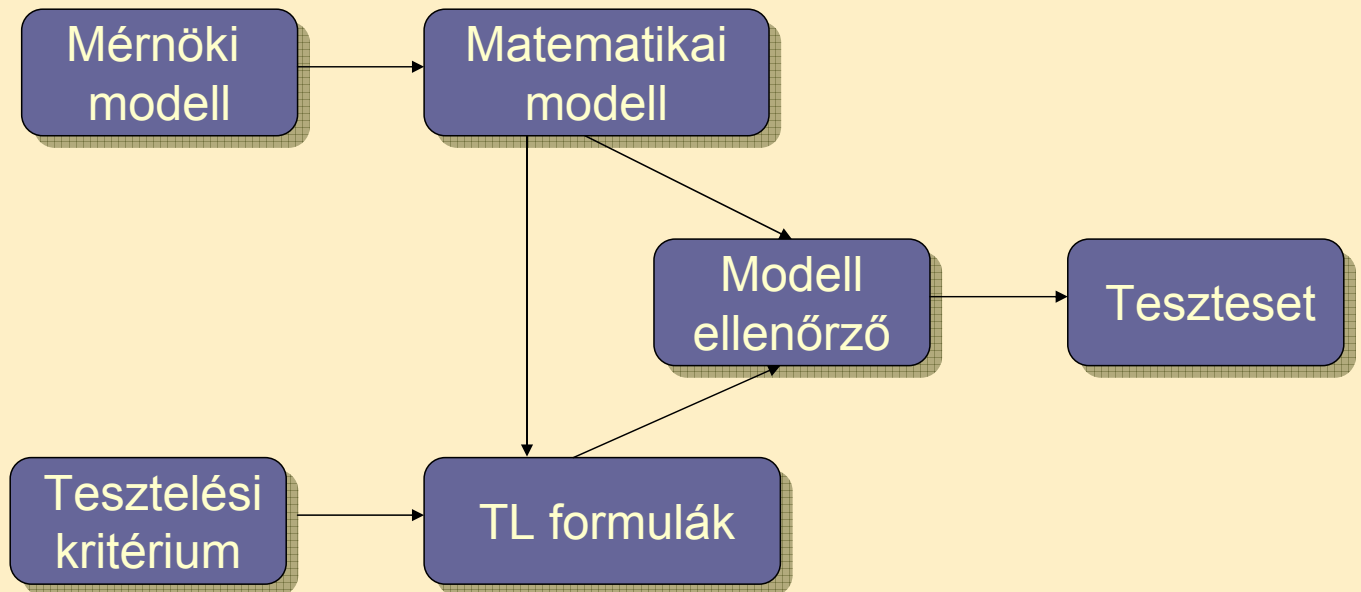 Mérnöki
modell
Matematikai
modell
Modell
ellenőrző
Teszteset
Tesztelési
kritérium
TL formulák